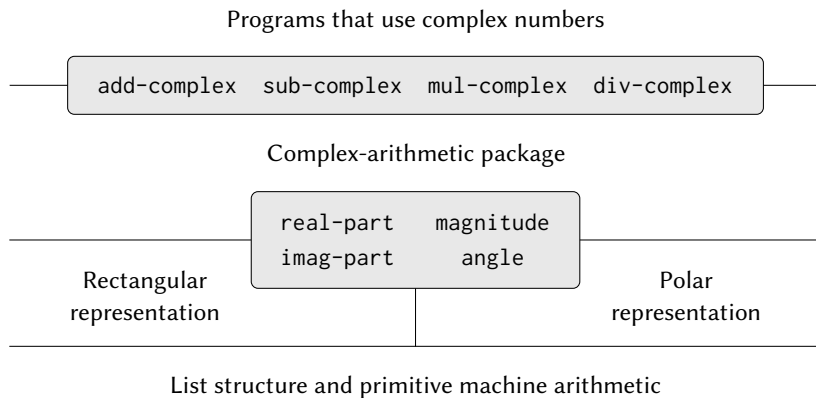 Programs that use complex numbers
add-complex sub-complex mul-complex div-complex
Complex-arithmetic package
real-part magnitude
imag-part angle
Rectangular
representation
Polar
representation
List structure and primitive machine arithmetic